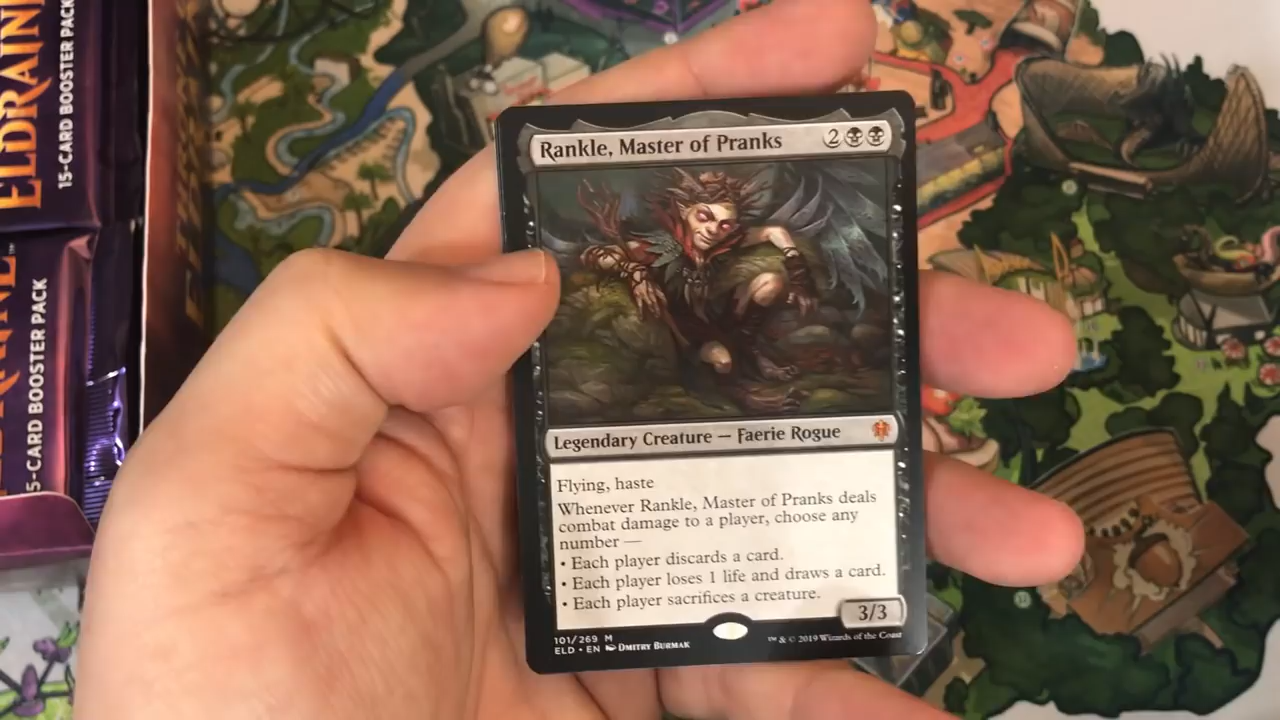 ELDRAINE
15-CARD BOOSTER PACK
5-CARD BOOSTER PACK
Rankle, Master of Pranks 2
Legendary Creature — Faerie Rogue
Flying, haste
Whenever Rankle, Master of Pranks deals
combat damage to a player, choose any
number —
• Each player discards a card.
• Each player loses 1 life and draws a card.
• Each player sacrifices a creature.
3/3
101/269 M
ELD • EN DMITRY BURMAK
™ & © 2019 Wizards of the Coast